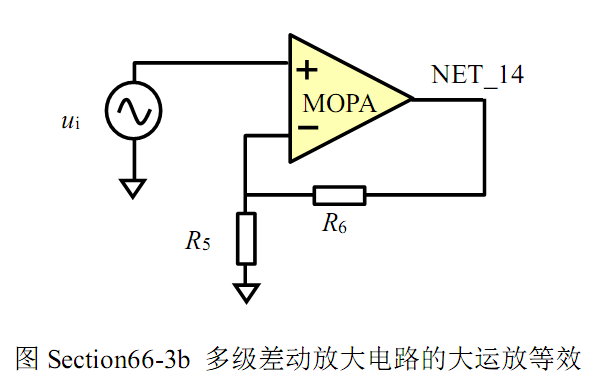 NET_14
+
MOPA
−
ui
R6
R5
图 Section66-3b 多级差动放大电路的大运放等效